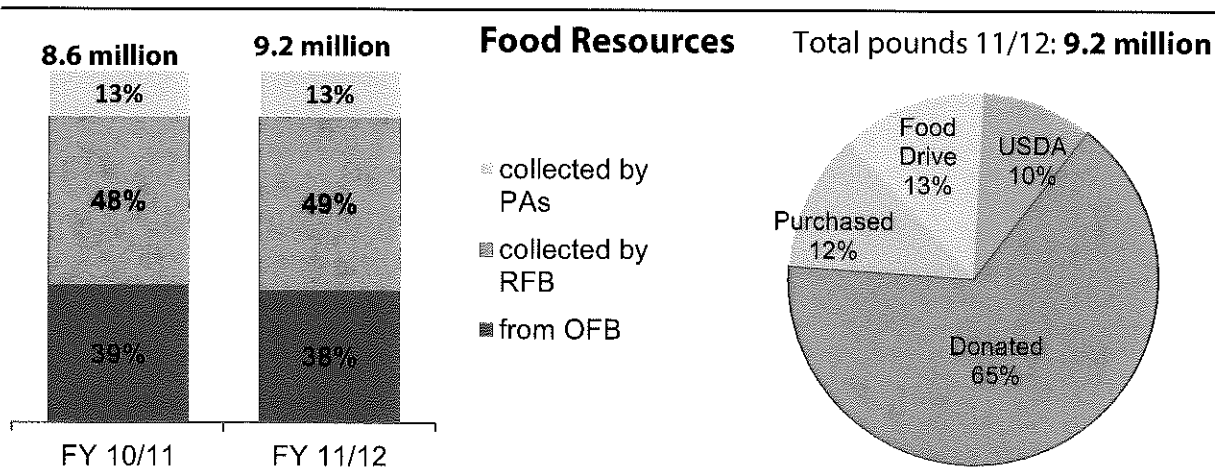 8.6 million
13%
48%
39%
FY 10/11
9.2 million
13%
49%
38%
FY 11/12
Food Resources
collected by
PAs
collected by
RFB
from OFB
Total pounds 11/12: 9.2 million
Food
Drive
13%
USDA
10%
Purchased
12%
Donated
65%